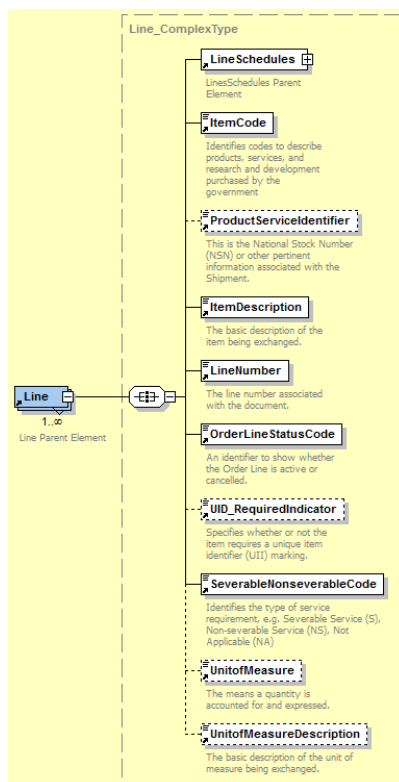 Line_ComplexType
LineSchedules
LinesSchedules Parent
Element
ItemCode
Identifies codes to describe
products, services, and
research and development
purchased by the
government
ProductServiceIdentifier
This is the National Stock Number
(NSN) or other pertinent
information associated with the
Shipment.
ItemDescription
The basic description of the
item being exchanged.
Line
1..∞
Line Parent Element
LineNumber
The line number associated
with the document.
OrderLineStatusCode
An identifier to show whether
the Order Line is active or
cancelled.
UID_RequiredIndicator
Specifies whether or not the
item requires a unique item
identifier (UII) marking.
SeverableNonseverableCode
Identifies the type of service
requirement, e.g. Severable Service (S),
Non-severable Service (NS), Not
Applicable (NA)
UnitofMeasure
The means a quantity is
accounted for and expressed.
UnitofMeasureDescription
The basic description of the unit
of measure being exchanged.